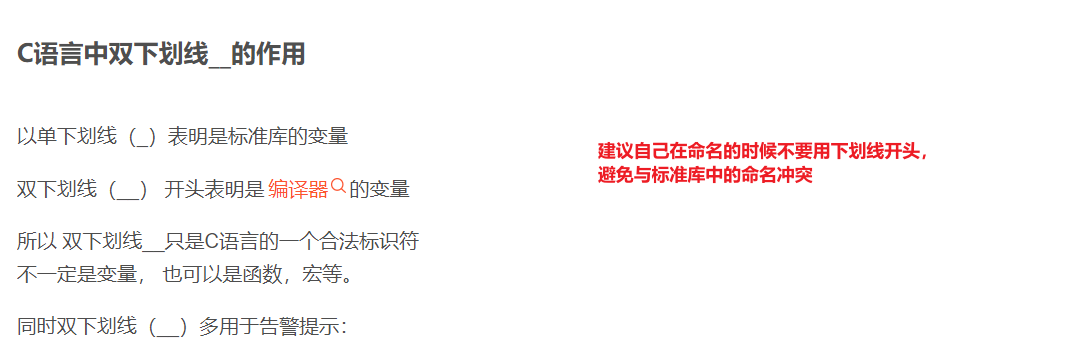 C语言中双下划线__的作用
以单下划线（_）表明是标准库的变量
建议自己在命名的时候不要用下划线开头，
避免与标准库中的命名冲突
双下划线（__） 开头表明是 编译器 的变量
所以 双下划线__只是C语言的一个合法标识符
不一定是变量， 也可以是函数，宏等。
同时双下划线（__）多用于告警提示：